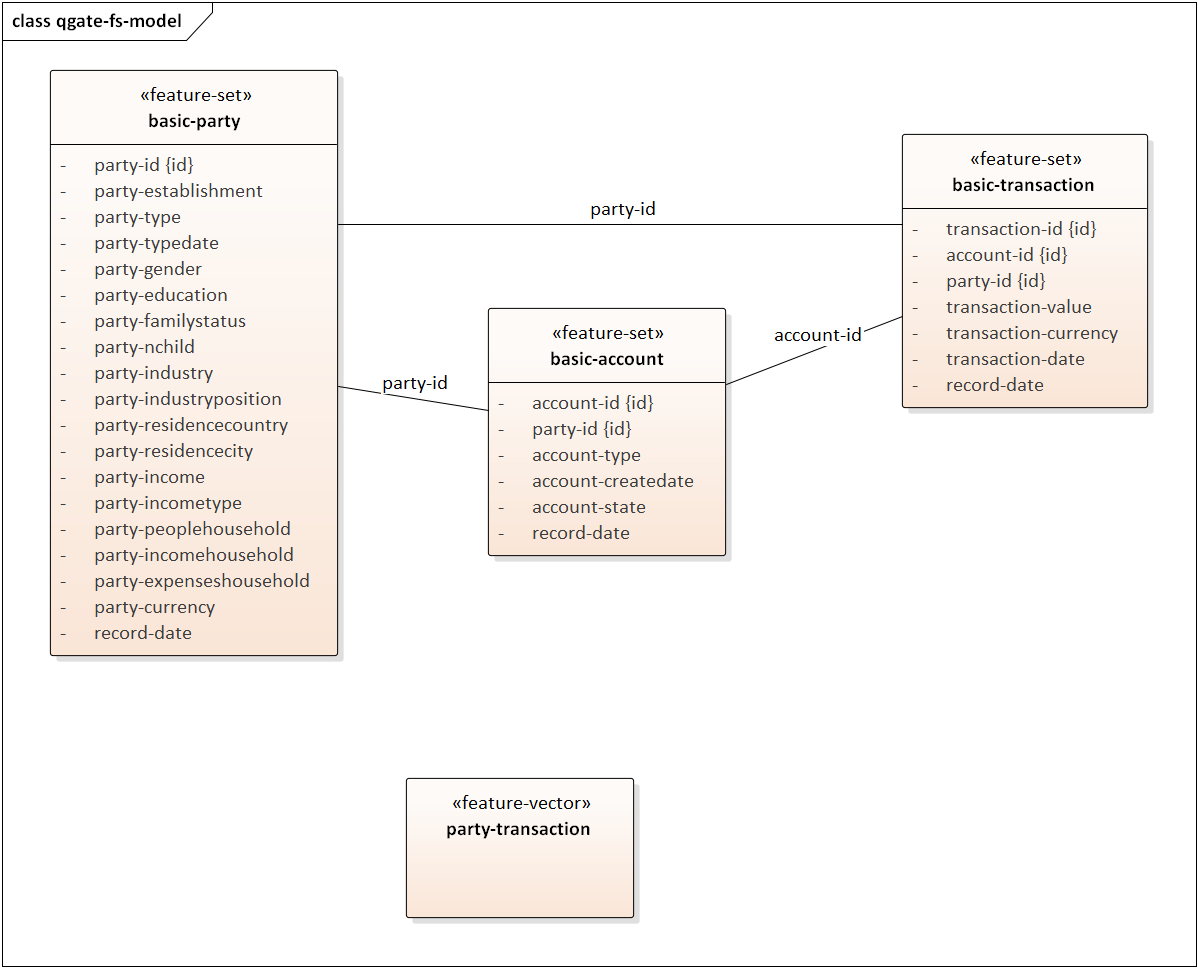 class qgate-fs-model
«feature-set»
basic-party
- party-id {id}
- party-establishment
- party-type
- party-typedate
- party-gender
- party-education
- party-familystatus
- party-nchild
- party-industry
- party-industryposition
- party-residencecountry
- party-residencecity
- party-income
- party-incometype
- party-peoplehousehold
- party-incomehousehold
- party-expenseshousehold
- party-currency
- record-date
party-id
party-id
«feature-set»
basic-account
- account-id {id}
- party-id {id}
- account-type
- account-createdate
- account-state
- record-date
account-id
«feature-set»
basic-transaction
- transaction-id {id}
- account-id {id}
- party-id {id}
- transaction-value
- transaction-currency
- transaction-date
- record-date
«feature-vector»
party-transaction